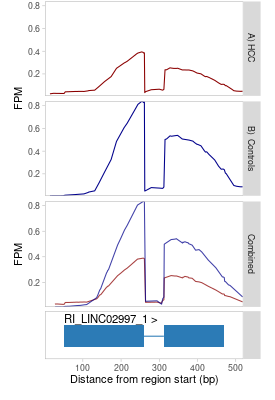 0.8
0.6
0.4
0.2
FPM
A) HCC
0.8
0.6
0.4
0.2
B) Controls
0.8
0.6
0.4
0.2
FPM
Combined
RI_LINC02997_1 >
100 200 300 400 500
Distance from region start (bp)